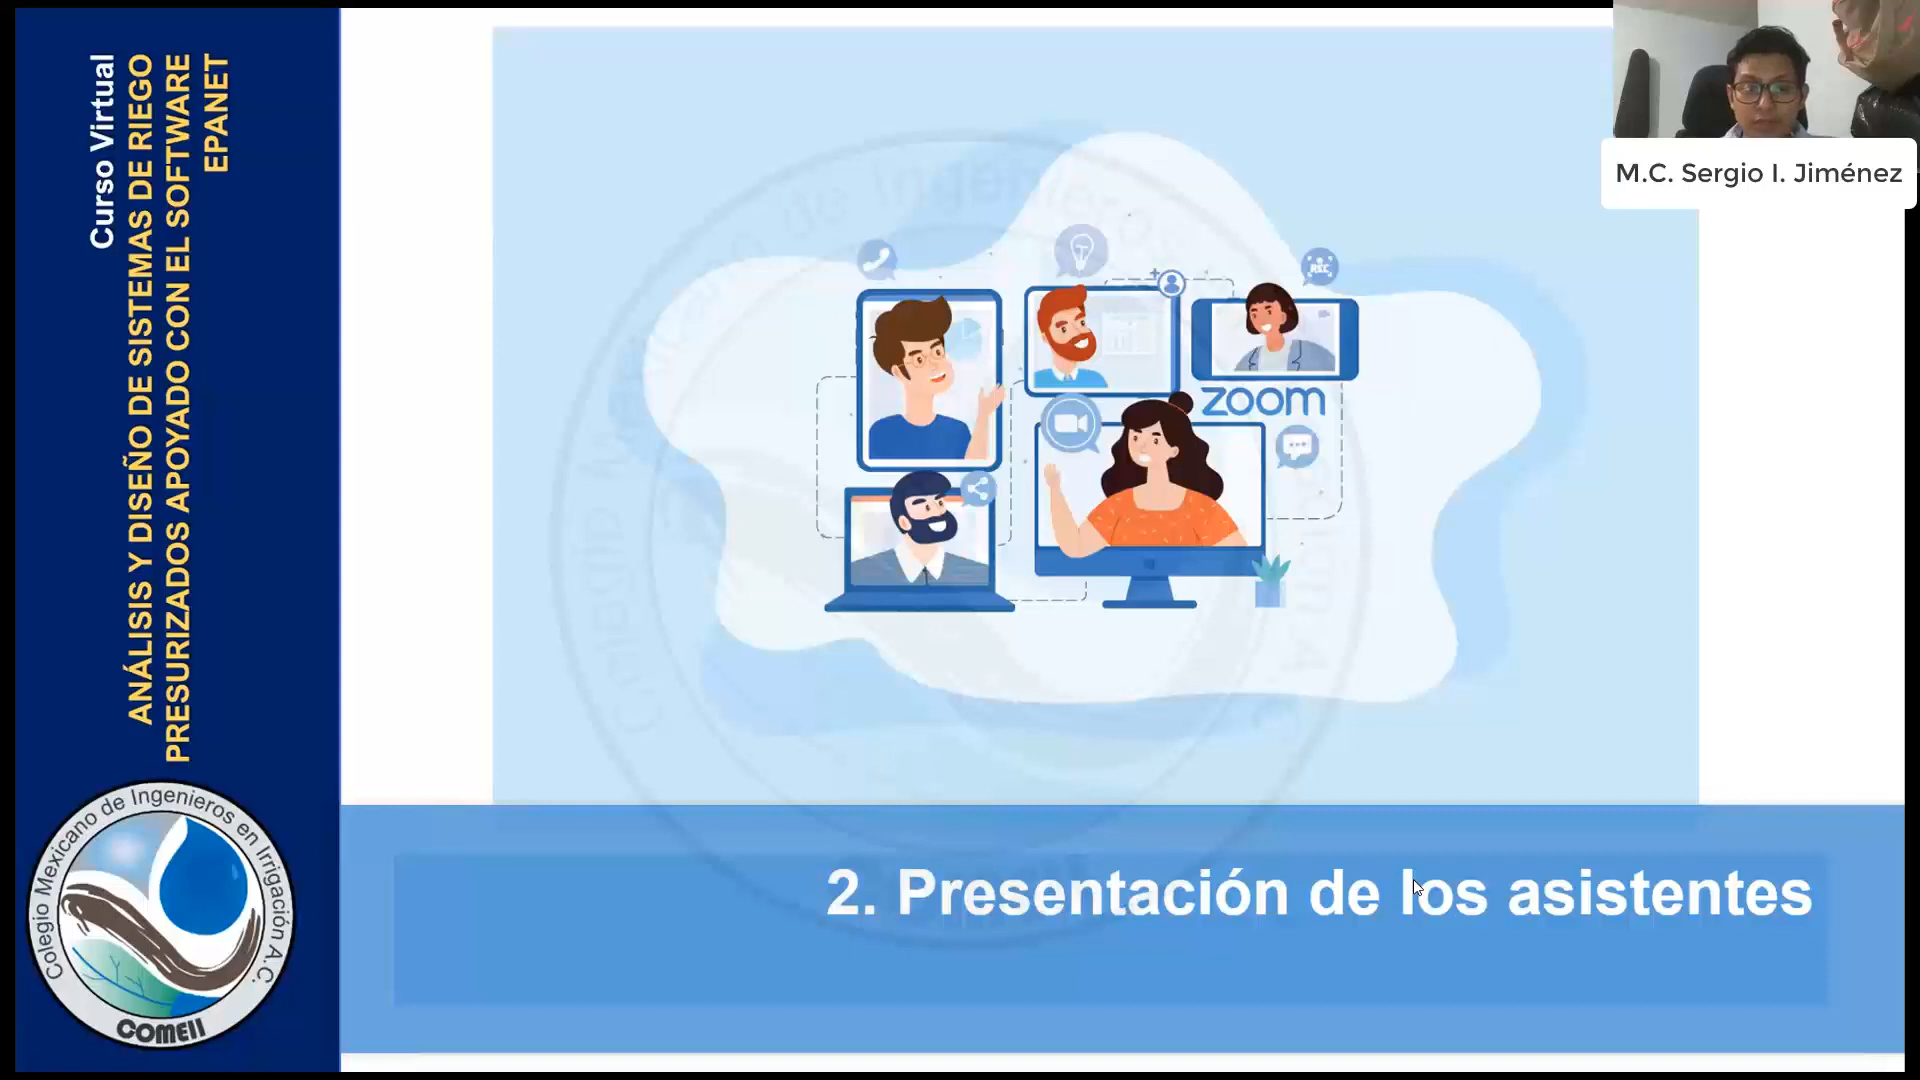 Curso Virtual
ANÁLISIS Y DISEÑO DE SISTEMAS DE RIEGO
PRESURIZADOS APOYADO CON EL SOFTWARE
EPANET
M.C. Sergio I. Jiménez
REC
zoom
2. Presentación de los asistentes
Colegio Mexicano de Ingenieros en Irrigación A.C.
COMEII